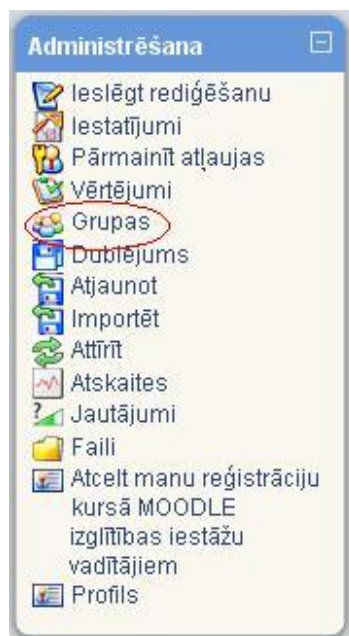 Administrēšana
Ieslēgt rediģēšanu
Iestatījumi
Pārmainīt atļaujas
Vērtējumi
Grupas
Dublējums
Atjaunot
Importēt
Attīrīt
Atskaites
Jautājumi
Faili
Atcelt manu reģistrāciju
kursā MOODLE
izglītības iestāžu
vadītājiem
Profils